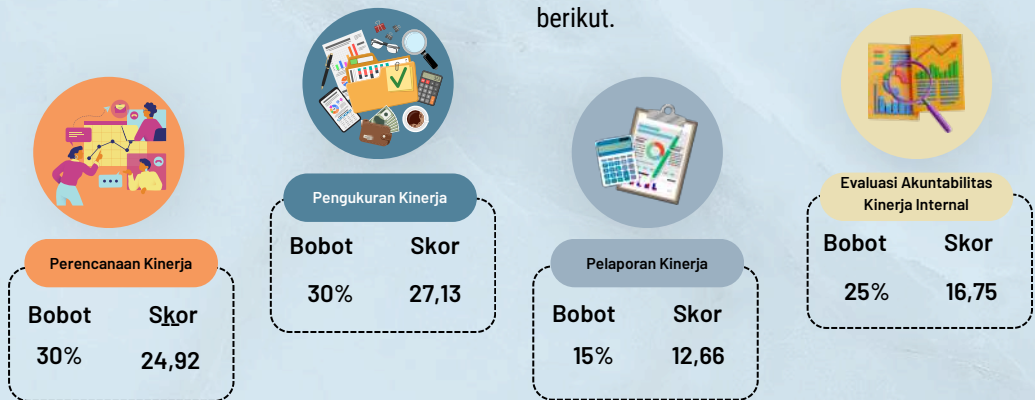 berikut.
Perencanaan Kinerja
Bobot Skor
30% 24,92
Pengukuran Kinerja
Bobot Skor
30% 27,13
Pelaporan Kinerja
Bobot Skor
15% 12,66
Evaluasi Akuntabilitas
Kinerja Internal
Bobot Skor
25% 16,75